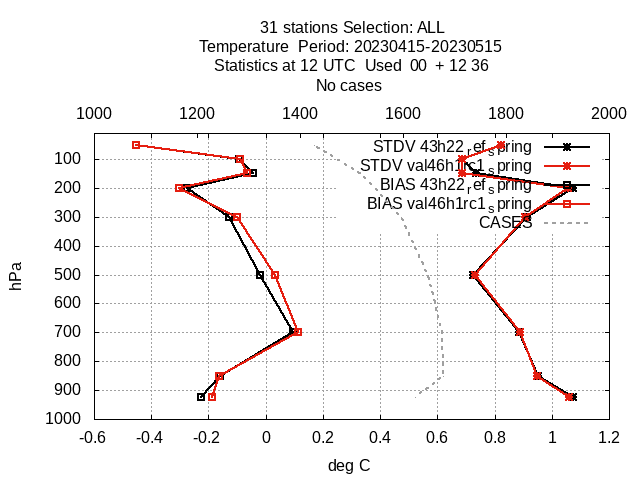 31 stations Selection: ALL
Temperature  Period: 20230415-20230515
Statistics at 12 UTC  Used  00  + 12 36
No cases
1000 1200 1400 1600 1800 2000
STDV 43h22ref_spring
STDV val46h1rc1_spring
BIAS 43h22ref_spring
BIAS val46h1rc1_spring
CASES
100
200
300
400
500
600
700
800
900
1000
hPa
-0.6 -0.4 -0.2 0 0.2 0.4 0.6 0.8 1 1.2
deg C